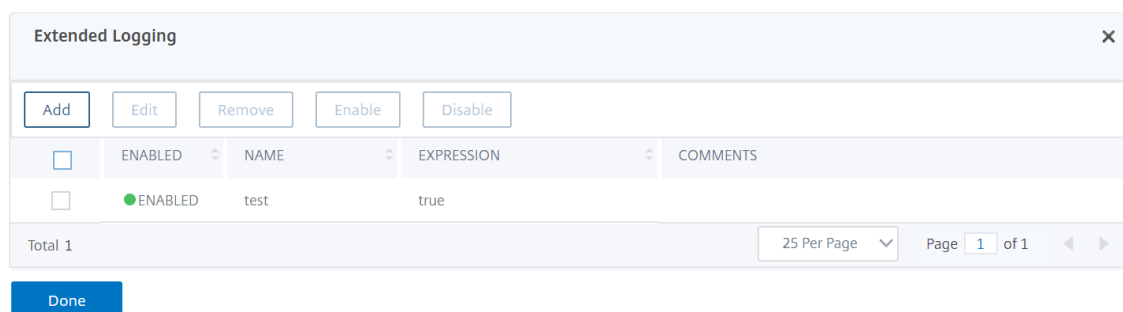 Extended Logging
Add Edit Remove Enable Disable
ENABLED NAME EXPRESSION COMMENTS
ENABLED test true
Total 1 25 Per Page Page 1 of 1
Done